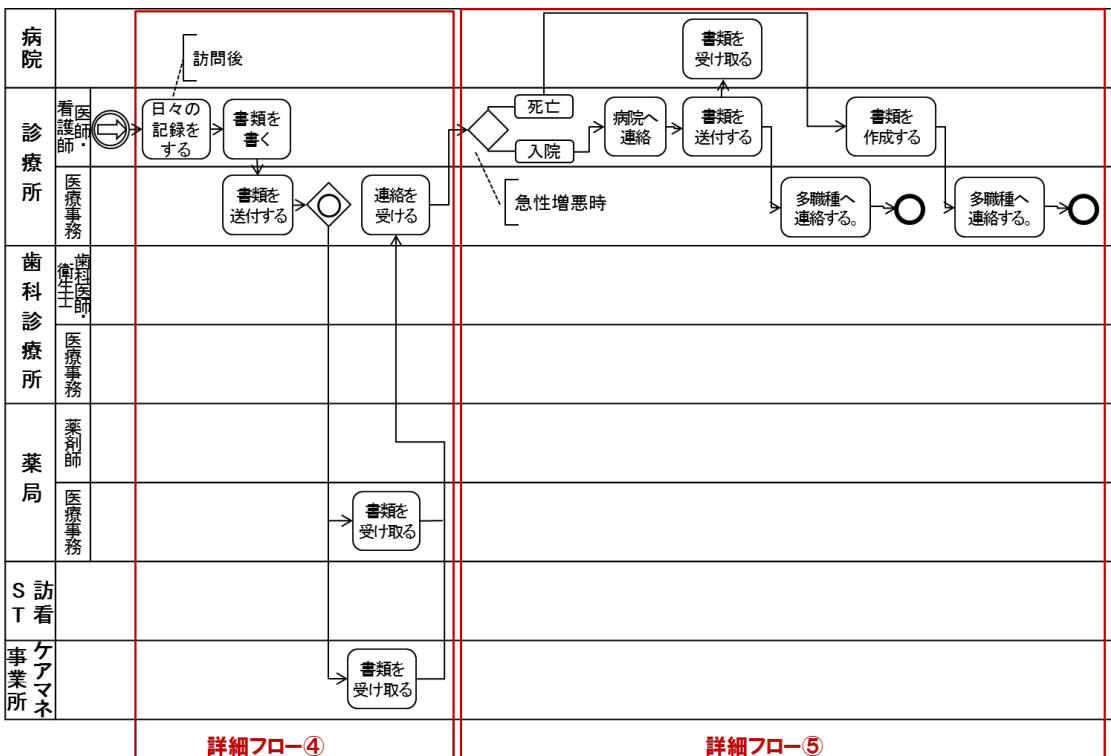 病院
訪問後
書類を
受け取る
診療所
医師・
看護師
日々の
記録を
する
書類を
書く
死亡
入院
病院へ
連絡
書類を
送付する
書類を
作成する
医療事務
書類を
送付する
連絡を
受ける
急性増悪時
多職種へ
連絡する。
多職種へ
連絡する。
歯科診療所
歯科医師・
衛生士
医療事務
薬局
薬剤師
医療事務
書類を
受け取る
訪看
ST
ケアマネ
事業所
書類を
受け取る
詳細フロー④
詳細フロー⑤